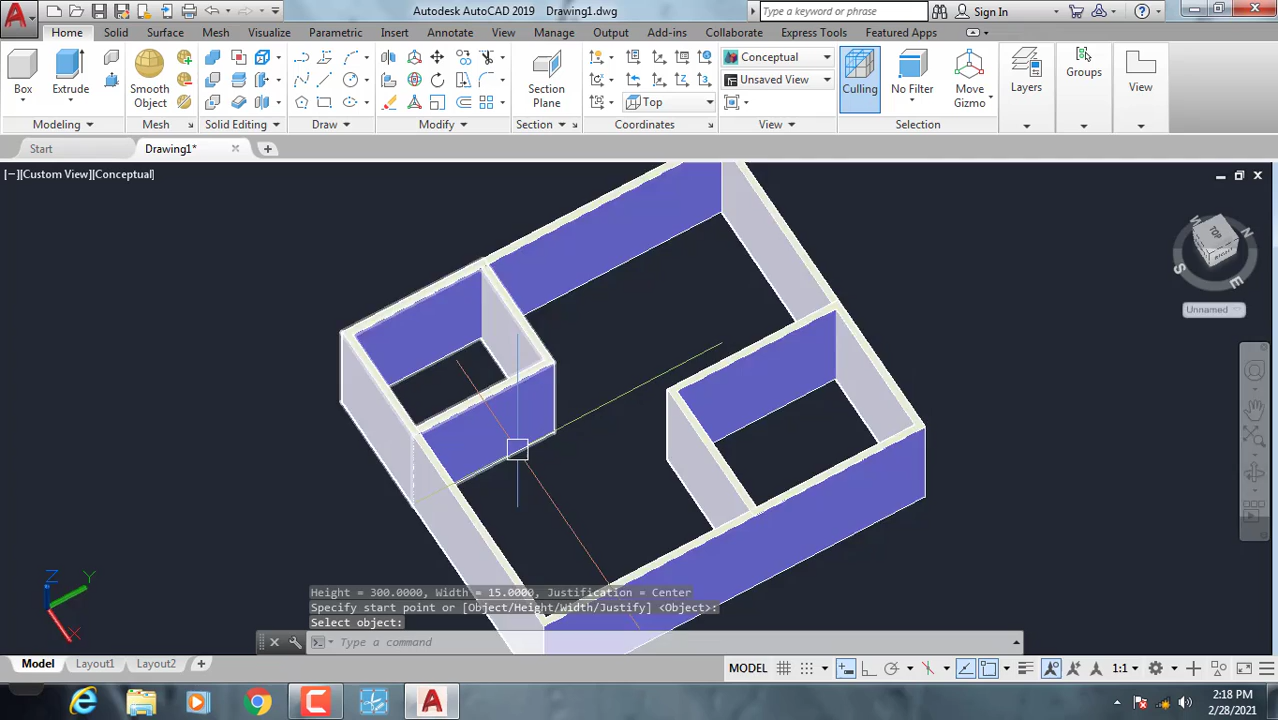 Autodesk AutoCAD 2019 Drawing1.dwg
Type a keyword or phrase
Sign In
Home Solid Surface Mesh Visualize Parametric Insert Annotate View Manage Output Add-ins Collaborate Express Tools Featured Apps
Box
Extrude
Smooth Object
Section Plane
Top
Conceptual
Unsaved View
Culling
No Filter
Move Gizmo
Layers
Groups
View
Modeling Mesh Solid Editing Draw Modify Section Coordinates View Selection
Start Drawing1*
[−][Custom View][Conceptual]
W
N
TOP
RIGHT
S
E
Unnamed
Z
Y
X
Height = 300.0000, Width = 15.0000, Justification = Center
Specify start point or [Object/Height/Width/Justify] <Object>:
Select object:
Type a command
Model Layout1 Layout2
MODEL
1:1
2:18 PM
2/28/2021